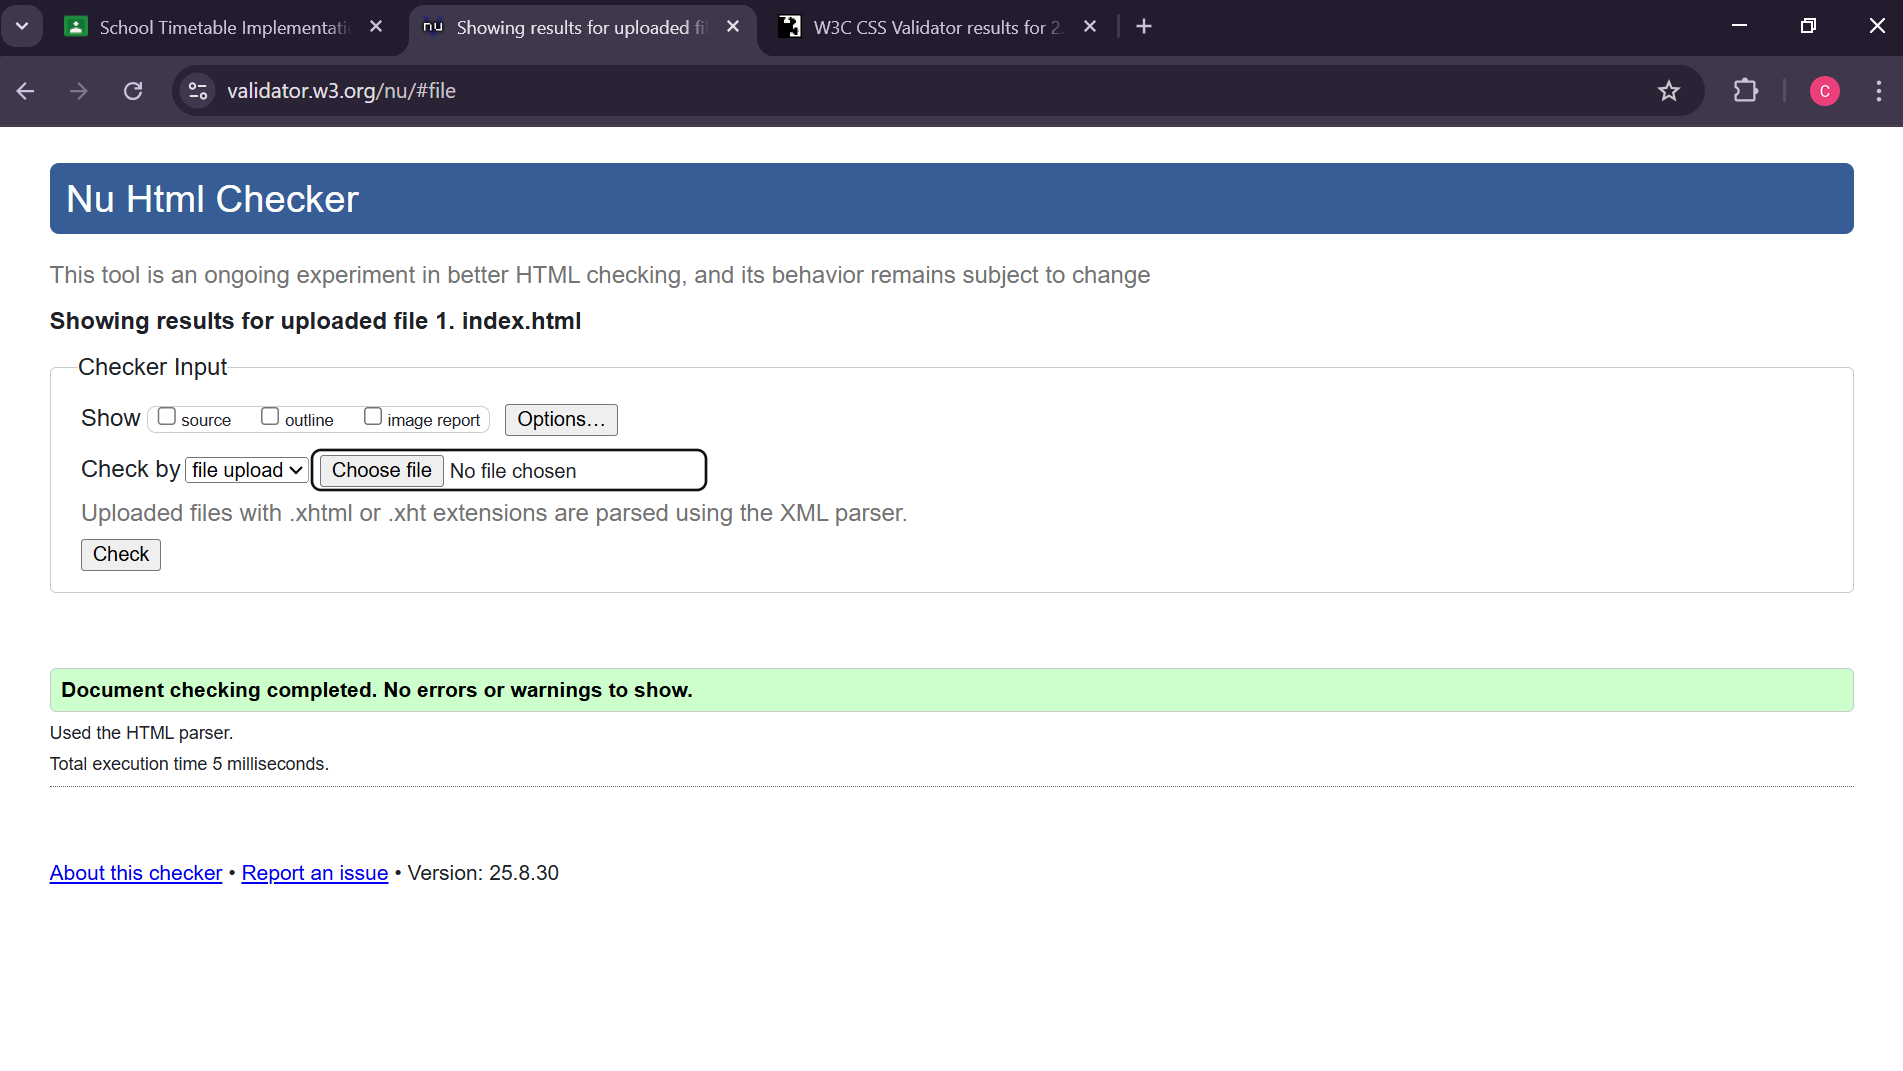 School Timetable Implementati
nu
Showing results for uploaded fi
W3C CSS Validator results for 2.
validator.w3.org/nu/#file
C
Nu Html Checker
This tool is an ongoing experiment in better HTML checking, and its behavior remains subject to change
Showing results for uploaded file 1. index.html
Checker Input
Show source outline image report Options...
Check by file upload Choose file No file chosen
Uploaded files with .xhtml or .xht extensions are parsed using the XML parser.
Check
Document checking completed. No errors or warnings to show.
Used the HTML parser.
Total execution time 5 milliseconds.
About this checker • Report an issue • Version: 25.8.30